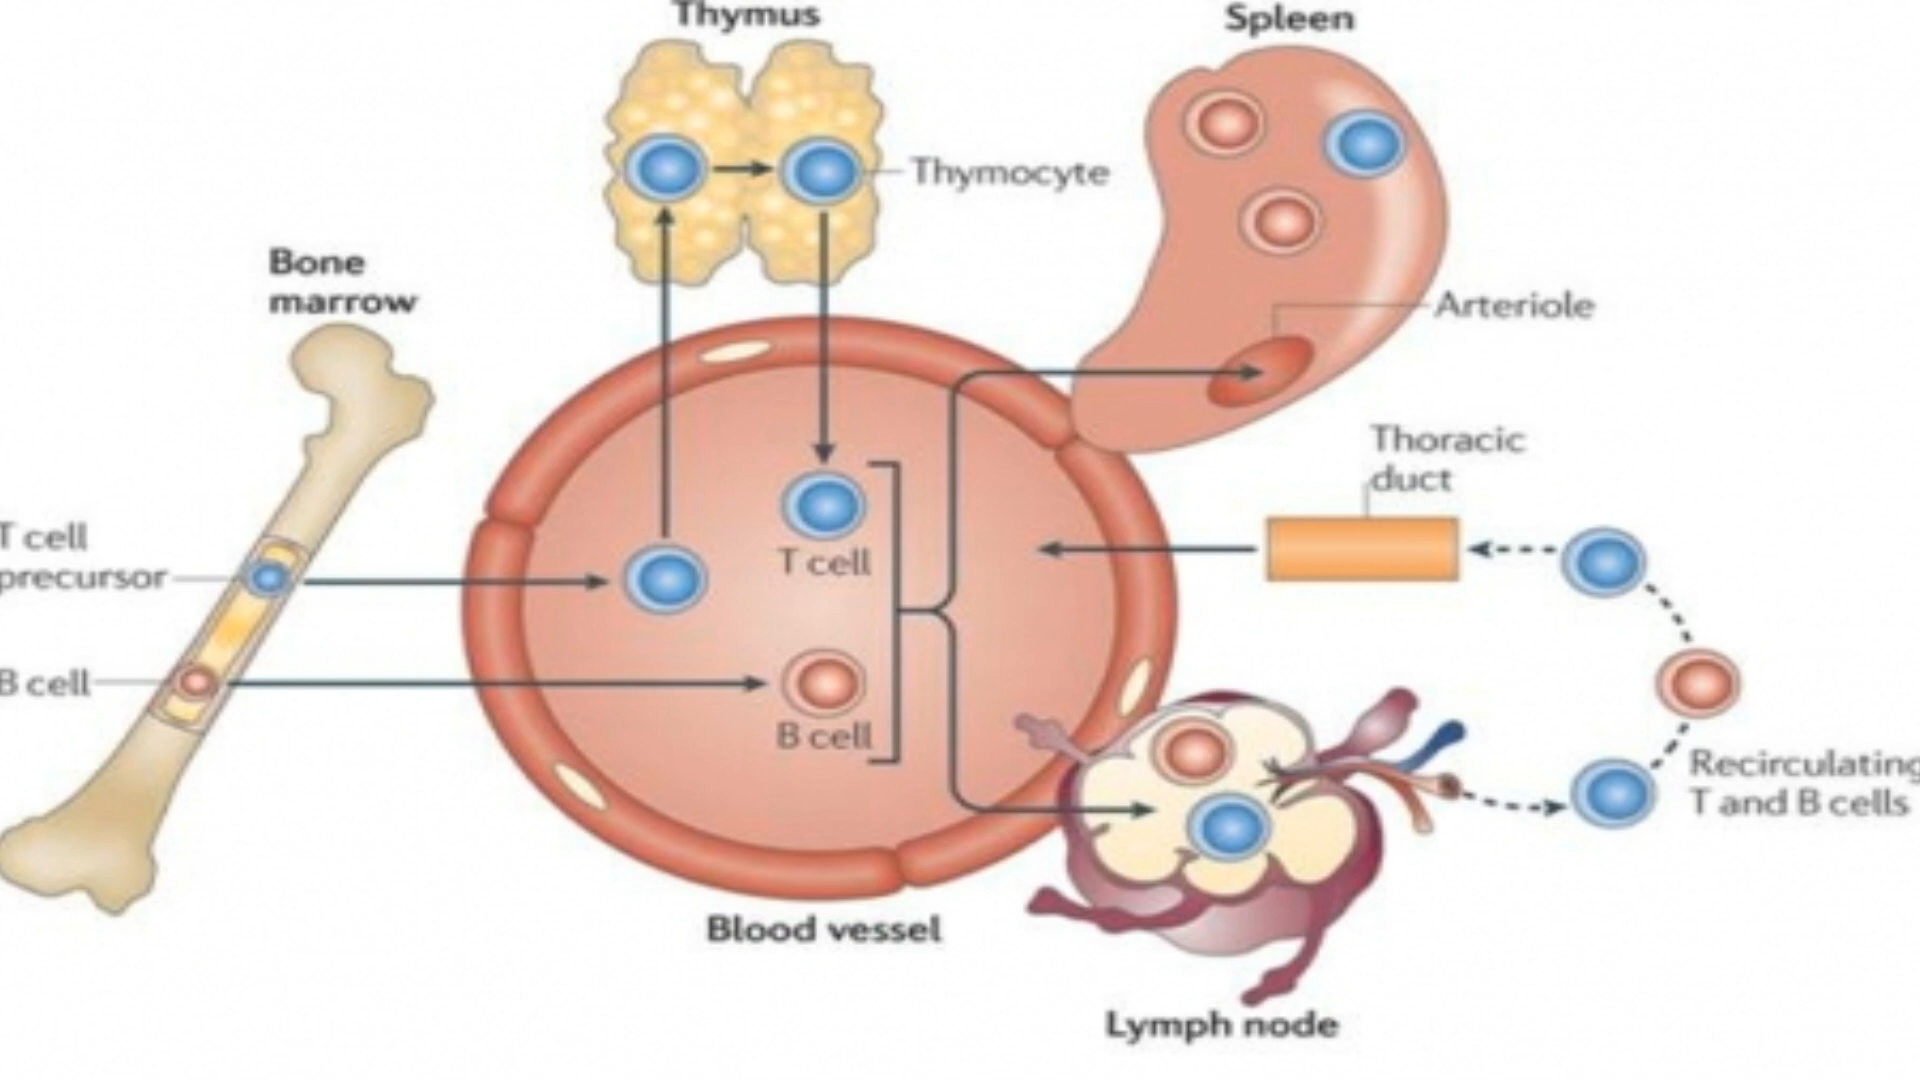 Thymus
Spleen
Thymocyte
Bone
marrow
Arteriole
Thoracic
duct
T cell
precursor
T cell
B cell
B cell
Recirculating
T and B cells
Blood vessel
Lymph node